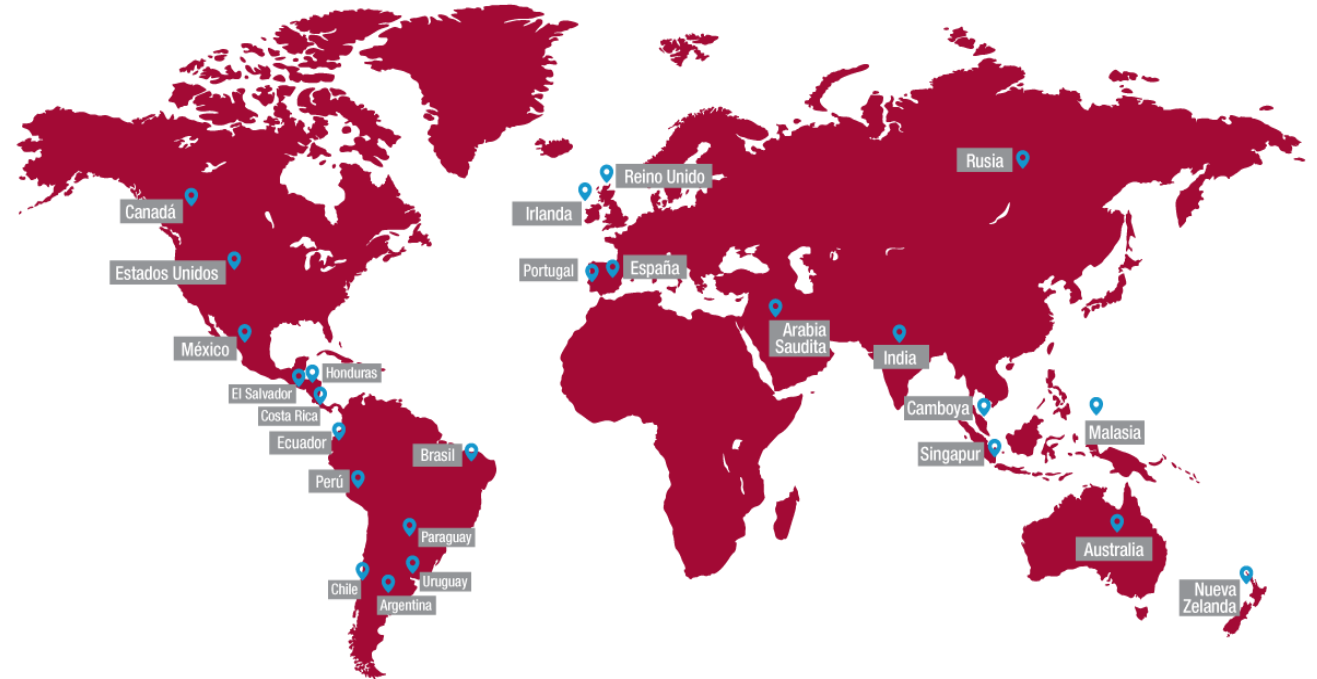 Rusia
Reino Unido
Irlanda
Canadá
Estados Unidos
Portugal
España
México
Arabia
Saudita
India
Honduras
El Salvador
Costa Rica
Ecuador
Camboya
Malasia
Brasil
Singapur
Perú
Paraguay
Australia
Uruguay
Chile
Argentina
Nueva
Zelanda